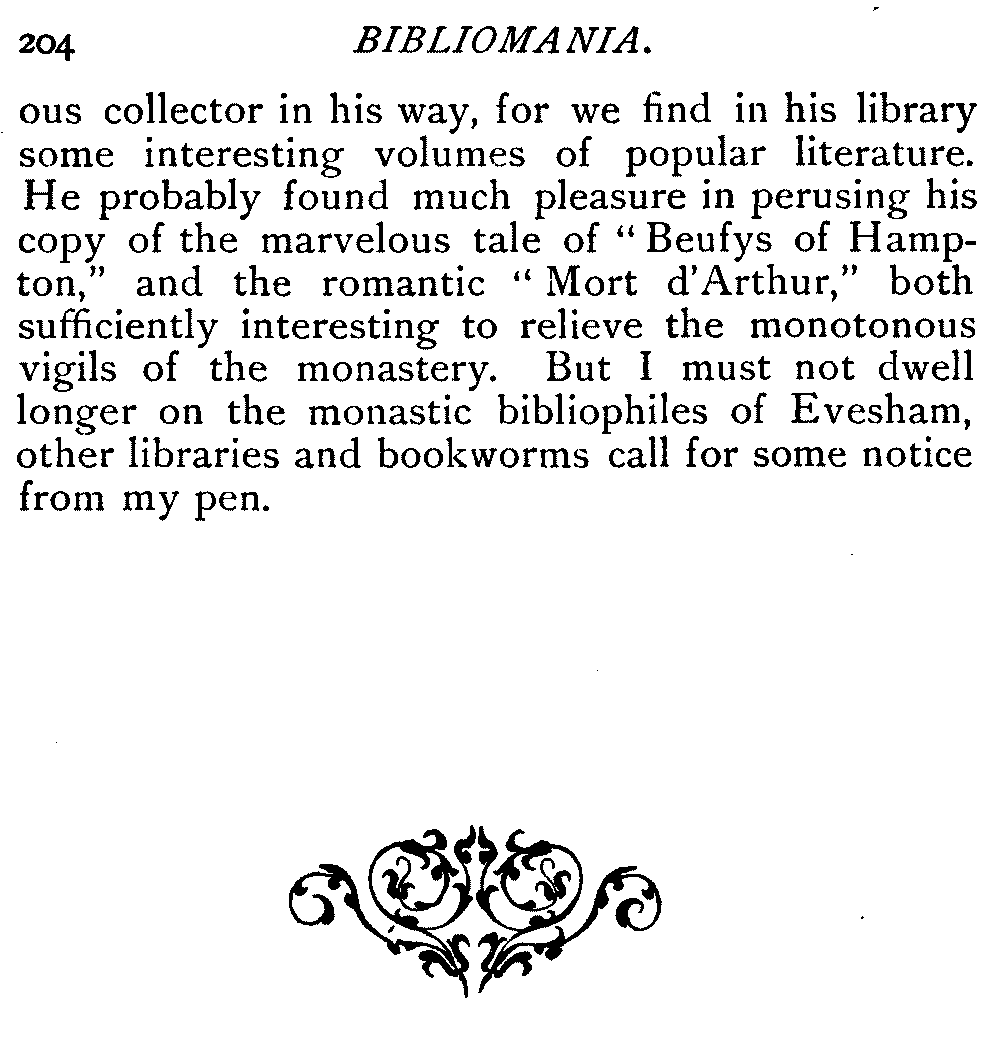 204 BIBLIOMANIA.
ous collector in his way, for we find in his library
some interesting volumes of popular literature.
He probably found much pleasure in perusing his
copy of the marvelous tale of “ Beufys of Hamp-
ton,” and the romantic “ Mort d’Arthur,” both
sufficiently interesting to relieve the monotonous
vigils of the monastery. But I must not dwell
longer on the monastic bibliophiles of Evesham,
other libraries and bookworms call for some notice
from my pen.